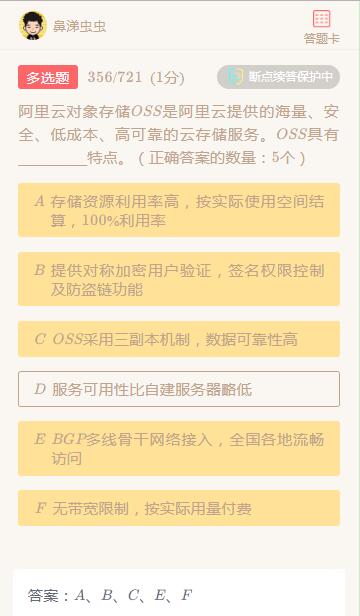 鼻涕虫虫
答题卡
多选题 356/721 (1分) 断点续答保护中
阿里云对象存储OSS是阿里云提供的海量、安
全、低成本、高可靠的云存储服务。OSS具有
________特点。（正确答案的数量：5个）
A 存储资源利用率高，按实际使用空间结
算，100%利用率
B 提供对称加密用户验证，签名权限控制
及防盗链功能
C OSS采用三副本机制，数据可靠性高
D 服务可用性比自建服务器略低
E BGP多线骨干网络接入，全国各地流畅
访问
F 无带宽限制，按实际用量付费
答案：A、B、C、E、F